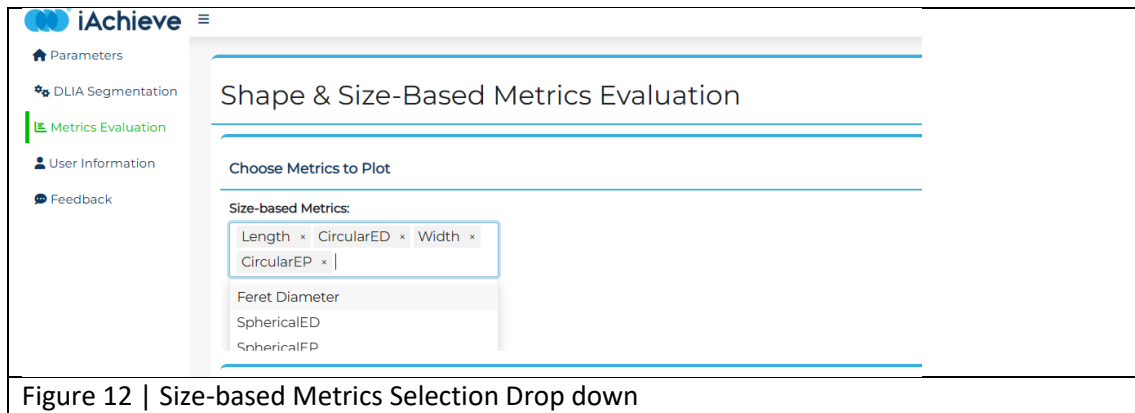 iAchieve
Parameters
DLIA Segmentation
Metrics Evaluation
User Information
Feedback
Shape & Size-Based Metrics Evaluation
Choose Metrics to Plot
Size-based Metrics:
Length × CircularED × Width ×
CircularEP ×
Feret Diameter
SphericalED
SphericalEP
Figure 12 | Size-based Metrics Selection Drop down